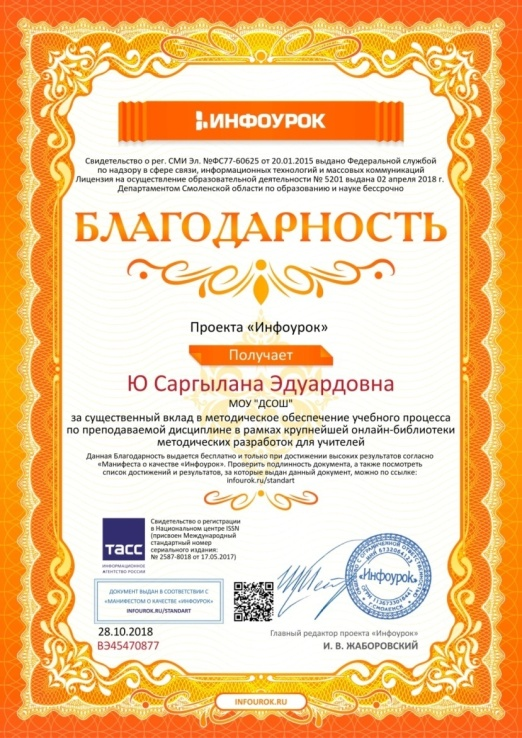 ИНФОУРОК
Свидетельство о рег. СМИ Эл. №ФС77-60625 от 20.01.2015 выдано Федеральной службой
по надзору в сфере связи, информационных технологий и массовых коммуникаций
Лицензия на осуществление образовательной деятельности № 5201 выдана 02 апреля 2018 г.
Департаментом Смоленской области по образованию и науке бессрочно
БЛАГОДАРНОСТЬ
Проекта «Инфоурок»
Получает
Ю Саргылана Эдуардовна
МОУ "ДСОШ"
за существенный вклад в методическое обеспечение учебного процесса
по преподаваемой дисциплине в рамках крупнейшей онлайн-библиотеки
методических разработок для учителей
Данная Благодарность выдается бесплатно и только при достижении высоких результатов согласно
«Манифеста о качестве «Инфоурок». Проверить подлинность документа, а также посмотреть
список достижений и результатов, за которые выдан данный документ, можно по ссылке:
infourok.ru/standart
ТАСС
ИНФОРМАЦИОННОЕ
АГЕНТСТВО РОССИИ
Свидетельство о регистрации
в Национальном центре ISSN
(присвоен Международный
стандартный номер
сериального издания:
№ 2587-8018 от 17.05.2017)
ДОКУМЕНТ ВЫДАН В СООТВЕТСТВИИ С
«МАНИФЕСТОМ О КАЧЕСТВЕ «ИНФОУРОК»
INFOUROK.RU/STANDART
«Инфоурок»
28.10.2018
ВЭ45470877
Главный редактор проекта «Инфоурок»
И. В. ЖАБОРОВСКИЙ
INFOUROK.RU